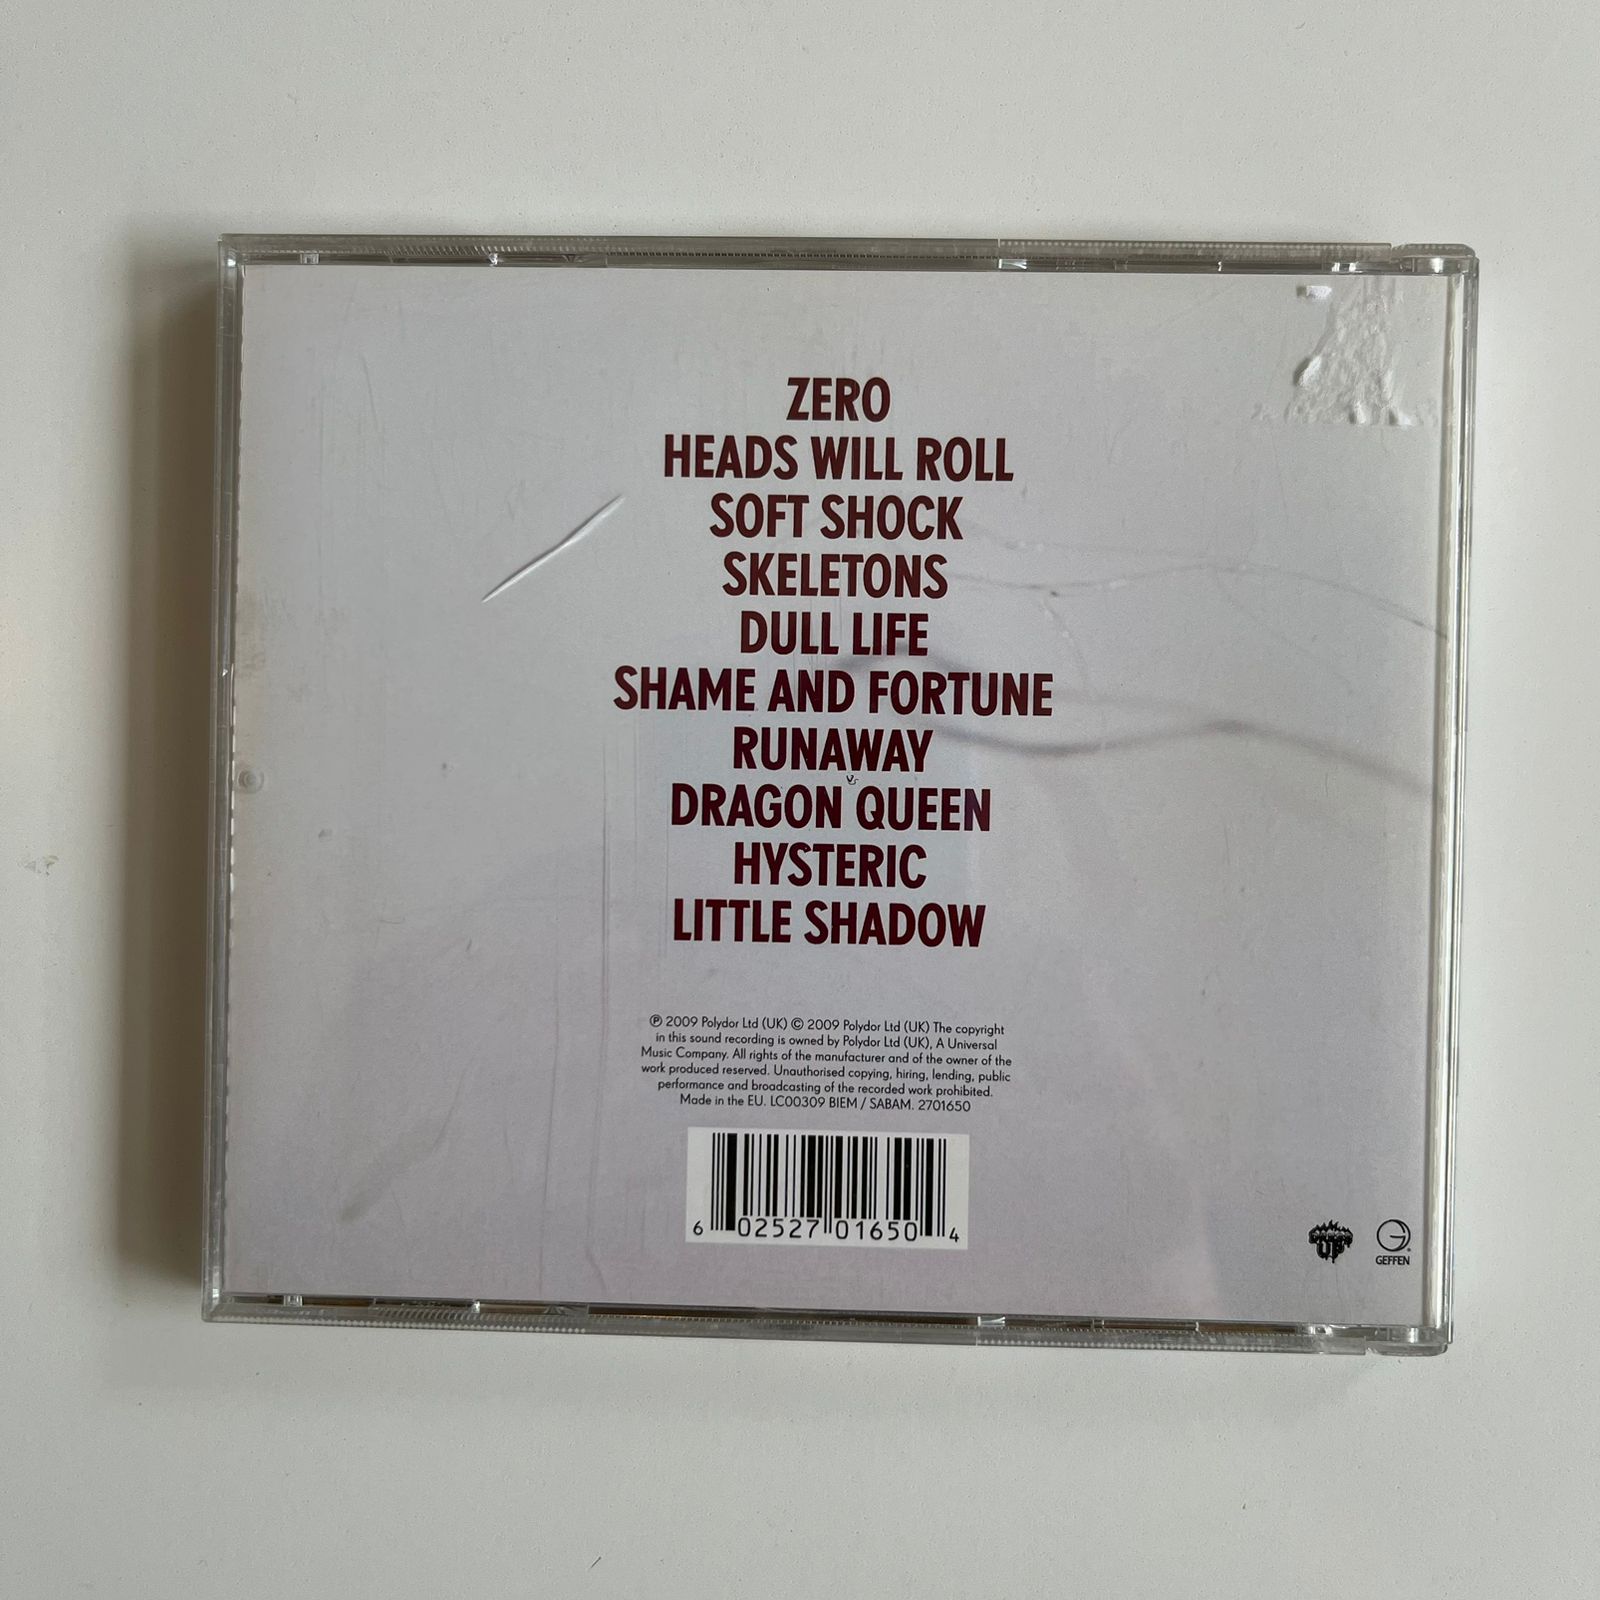 ZERO
HEADS WILL ROLL
SOFT SHOCK
SKELETONS
DULL LIFE
SHAME AND FORTUNE
RUNAWAY
DRAGON QUEEN
HYSTERIC
LITTLE SHADOW
℗ 2009 Polydor Ltd (UK) © 2009 Polydor Ltd (UK) The copyright
in this sound recording is owned by Polydor Ltd (UK), A Universal
Music Company. All rights of the manufacturer and of the owner of the
work produced reserved. Unauthorised copying, hiring, lending, public
performance and broadcasting of the recorded work prohibited.
Made in the EU. LC00309 BIEM / SABAM. 2701650
6 02527 01650 4
UP
GEFFEN